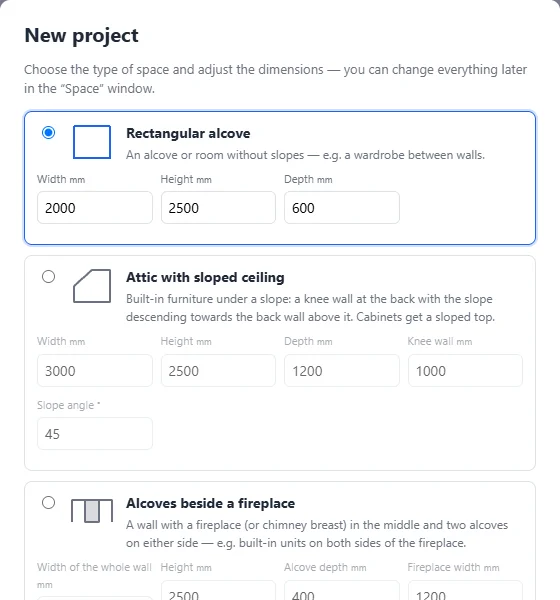 New project
Choose the type of space and adjust the dimensions — you can change everything later
in the “Space” window.
Rectangular alcove
An alcove or room without slopes — e.g. a wardrobe between walls.
Width mm Height mm Depth mm
2000 2500 600
Attic with sloped ceiling
Built-in furniture under a slope: a knee wall at the back with the slope
descending towards the back wall above it. Cabinets get a sloped top.
Width mm Height mm Depth mm Knee wall mm
3000 2500 1200 1000
Slope angle °
45
Alcoves beside a fireplace
A wall with a fireplace (or chimney breast) in the middle and two alcoves
on either side — e.g. built-in units on both sides of the fireplace.
Width of the whole wall Height mm Alcove depth mm Fireplace width mm
mm
2500 400 1200